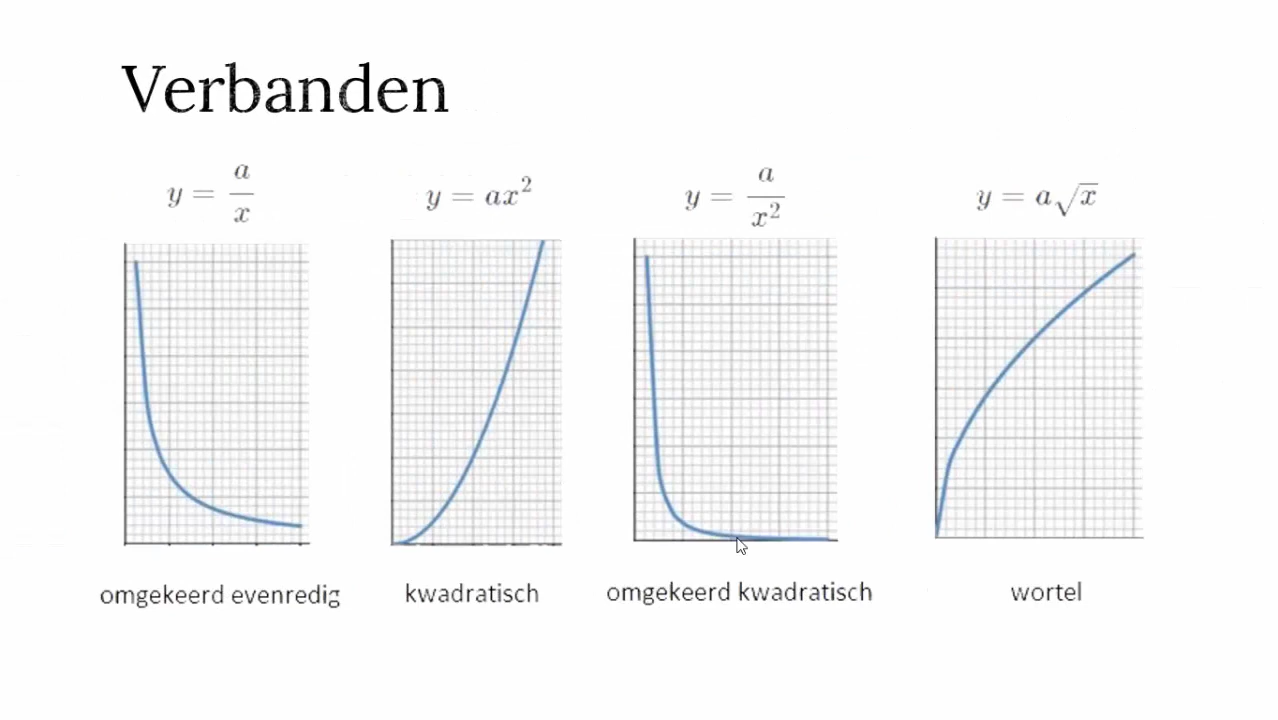 Verbanden
y = a/x
y = ax²
y = a/x²
y = a√x
omgekeerd evenredig
kwadratisch
omgekeerd kwadratisch
wortel